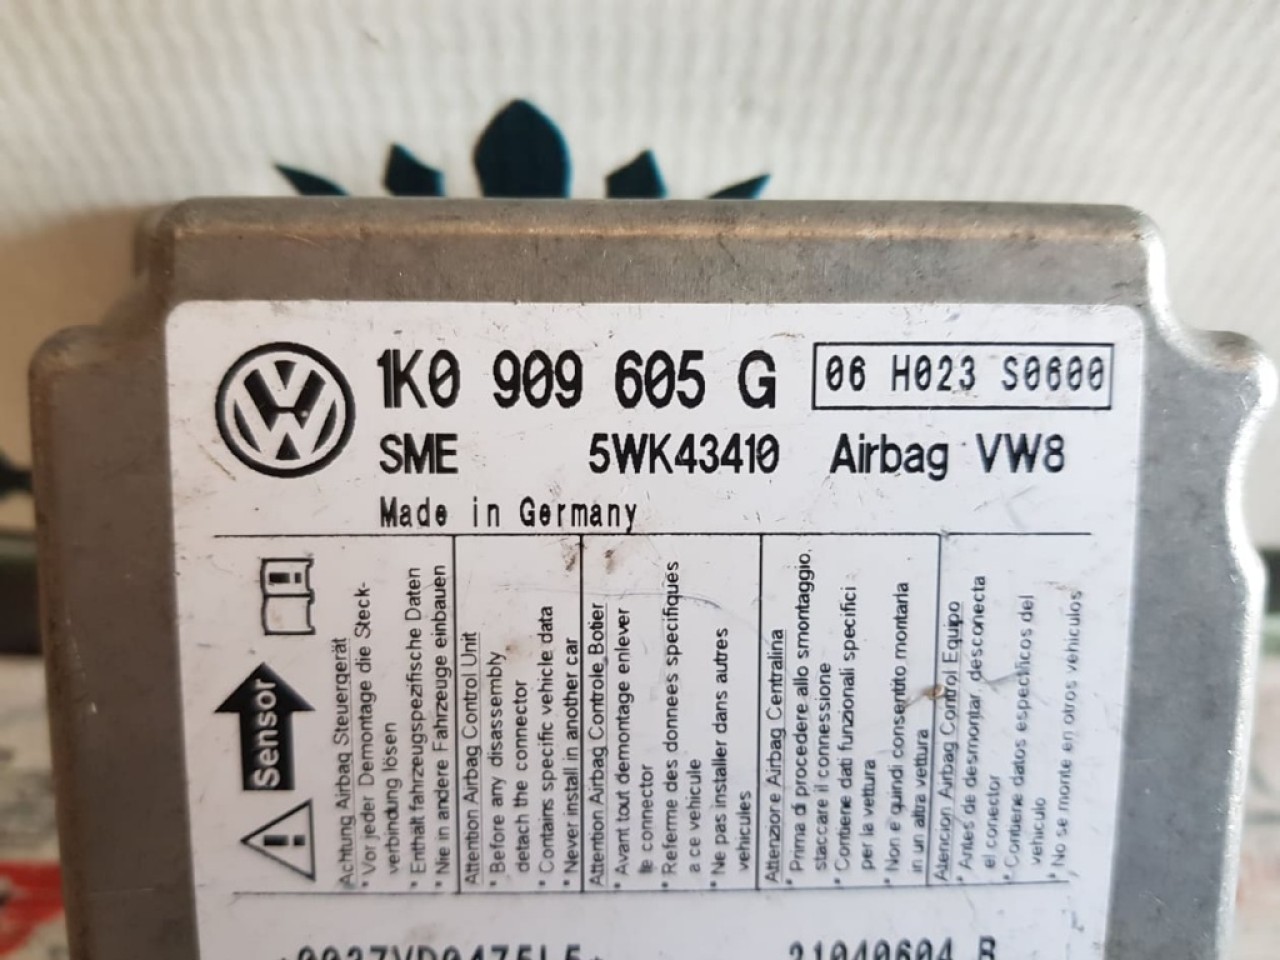 1K0 909 605 G 06 H023 S0600
SME 5WK43410 Airbag VW8
Made in Germany
Sensor
Achtung Airbag Steuergerät
* Vor jeder Demontage die Steck-
verbindung lösen
* Enthält fahrzeugspezifische Daten
* Nie in andere Fahrzeuge einbauen
Attention Airbag Control Unit
* Before any disassembly
detach the connector
* Contains specific vehicle data
* Never install in another car
Attention Airbag Controle Botier
* Avant tout demontage enlever
le connector
* Referme des donnees specifiques
a ce vehicule
* Ne pas installer dans autres
vehicules
Attenzione Airbag Centralina
* Prima di procedere allo smontaggio,
staccare il connessione
* Contiene dati funzionali specifici
per la vettura
* Non e quindi consentito montarla
in un altra vettura
Atencion Airbag Control Equipo
* Antes de desmontar, desconecta
el conector
* Contiene datos especificos del
vehiculo
* No se monte en otros vehiculos
21040604 B